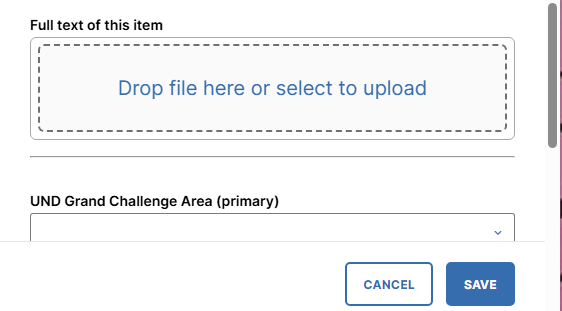 Full text of this item
Drop file here or select to upload
UND Grand Challenge Area (primary)
CANCEL
SAVE